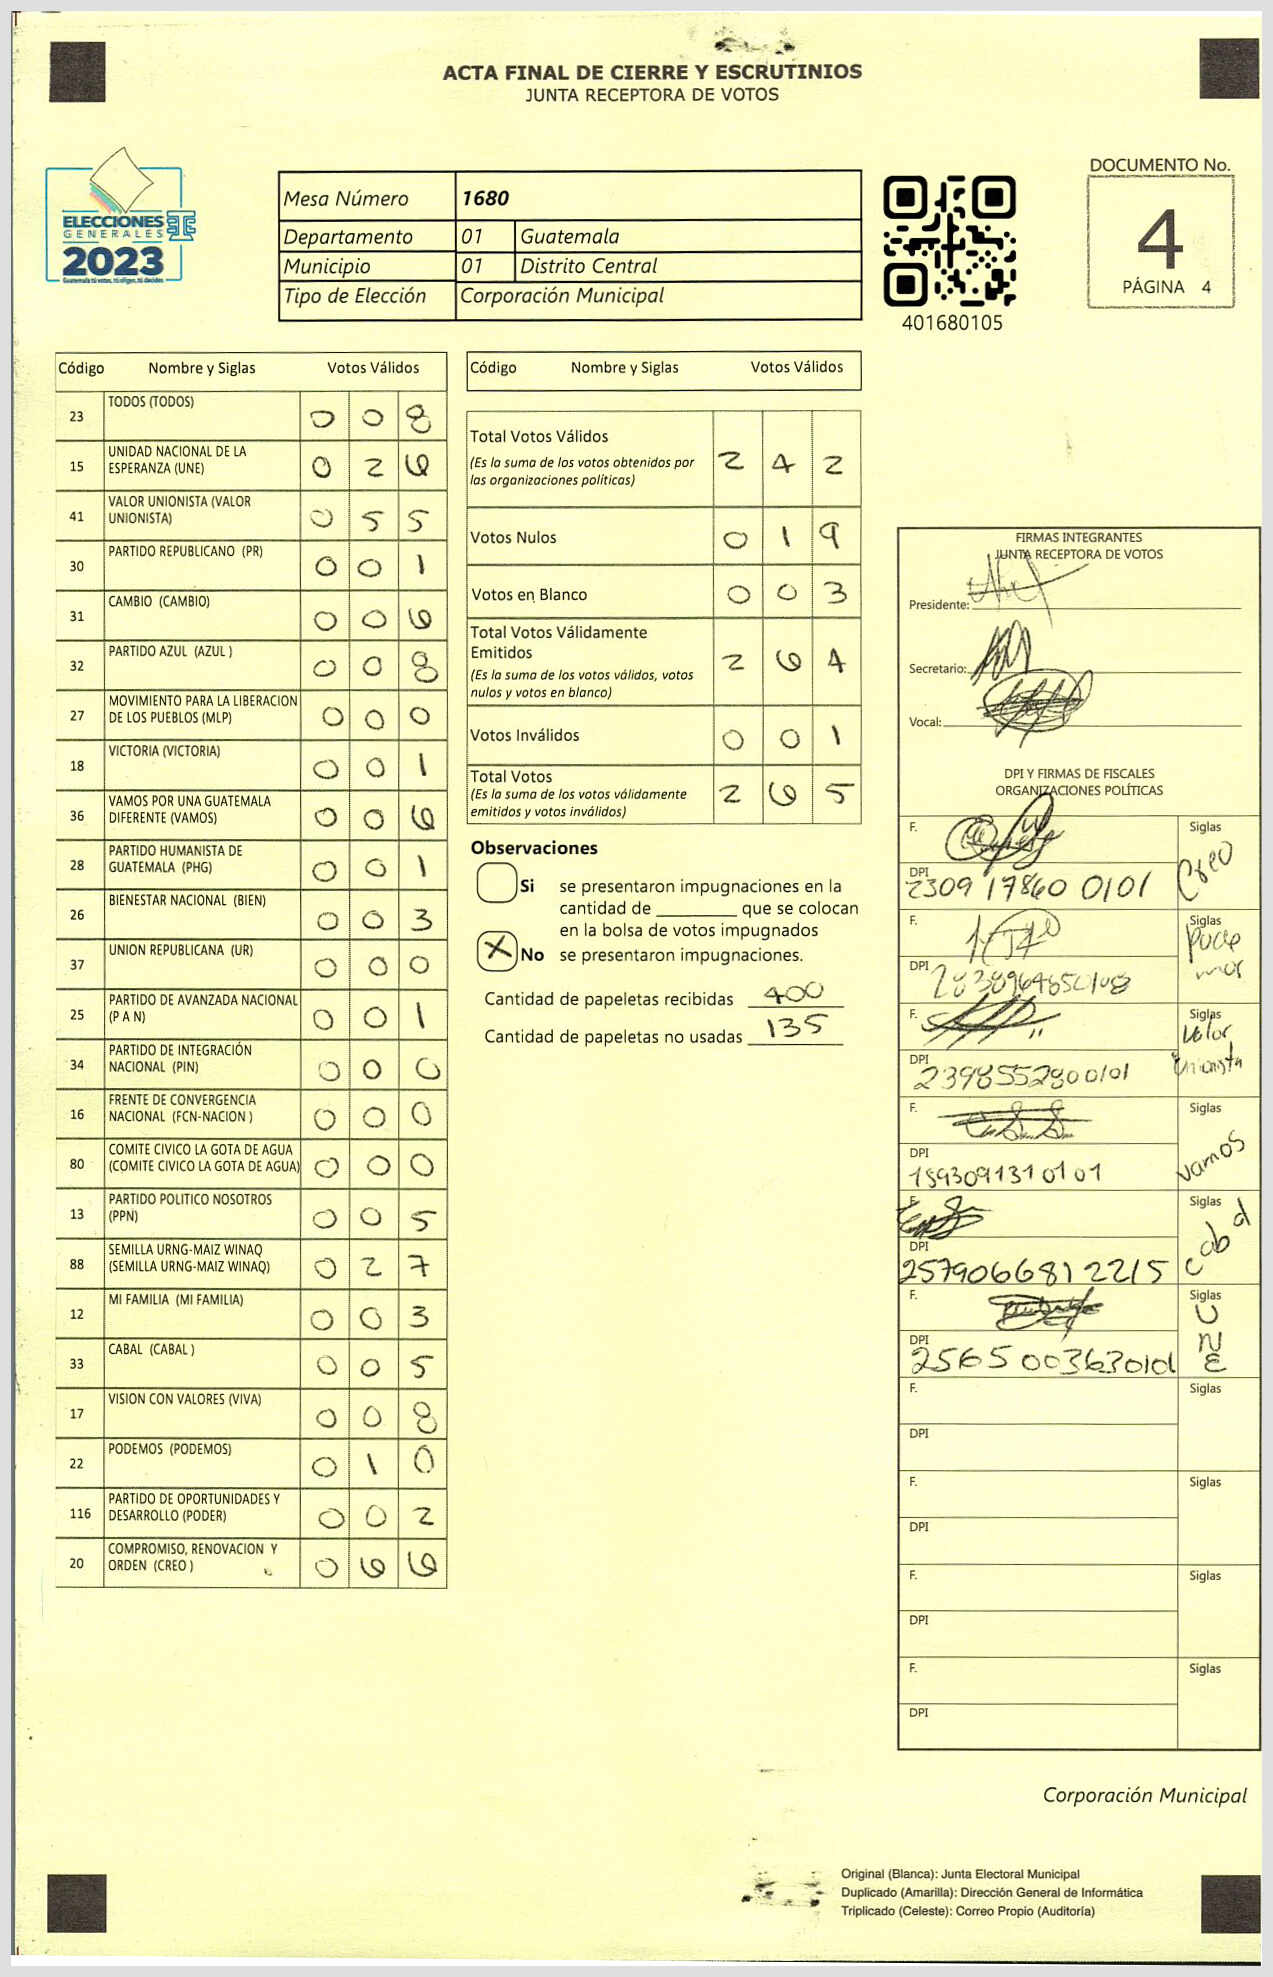 ACTA FINAL DE CIERRE Y ESCRUTINIOS
JUNTA RECEPTORA DE VOTOS
ELECCIONES
GENERALES
2023
Guatemala tú votas, tú eliges, tú decides
Mesa Número 1680
Departamento 01 Guatemala
Municipio 01 Distrito Central
Tipo de Elección Corporación Municipal
401680105
DOCUMENTO No.
4
PÁGINA 4
Código Nombre y Siglas Votos Válidos
23 TODOS (TODOS) 0 0 8
15 UNIDAD NACIONAL DE LA
ESPERANZA (UNE) 0 2 6
41 VALOR UNIONISTA (VALOR
UNIONISTA) 0 5 5
30 PARTIDO REPUBLICANO (PR) 0 0 1
31 CAMBIO (CAMBIO) 0 0 6
32 PARTIDO AZUL (AZUL ) 0 0 8
27 MOVIMIENTO PARA LA LIBERACION
DE LOS PUEBLOS (MLP) 0 0 0
18 VICTORIA (VICTORIA) 0 0 1
36 VAMOS POR UNA GUATEMALA
DIFERENTE (VAMOS) 0 0 6
28 PARTIDO HUMANISTA DE
GUATEMALA (PHG) 0 0 1
26 BIENESTAR NACIONAL (BIEN) 0 0 3
37 UNION REPUBLICANA (UR) 0 0 0
25 PARTIDO DE AVANZADA NACIONAL
(P A N) 0 0 1
34 PARTIDO DE INTEGRACIÓN
NACIONAL (PIN) 0 0 0
16 FRENTE DE CONVERGENCIA
NACIONAL (FCN-NACION ) 0 0 0
80 COMITE CIVICO LA GOTA DE AGUA
(COMITE CIVICO LA GOTA DE AGUA) 0 0 0
13 PARTIDO POLITICO NOSOTROS
(PPN) 0 0 5
88 SEMILLA URNG-MAIZ WINAQ
(SEMILLA URNG-MAIZ WINAQ) 0 2 7
12 MI FAMILIA (MI FAMILIA) 0 0 3
33 CABAL (CABAL ) 0 0 5
17 VISION CON VALORES (VIVA) 0 0 8
22 PODEMOS (PODEMOS) 0 1 0
116 PARTIDO DE OPORTUNIDADES Y
DESARROLLO (PODER) 0 0 2
20 COMPROMISO, RENOVACION Y
ORDEN (CREO ) 0 6 6
Código Nombre y Siglas Votos Válidos
Total Votos Válidos
(Es la suma de los votos obtenidos por
las organizaciones políticas) 2 4 2
Votos Nulos 0 1 9
Votos en Blanco 0 0 3
Total Votos Válidamente
Emitidos
(Es la suma de los votos válidos, votos
nulos y votos en blanco) 2 6 4
Votos Inválidos 0 0 1
Total Votos
(Es la suma de los votos válidamente
emitidos y votos inválidos) 2 6 5
Observaciones
Si se presentaron impugnaciones en la
cantidad de ________ que se colocan
en la bolsa de votos impugnados
X No se presentaron impugnaciones.
Cantidad de papeletas recibidas 400
Cantidad de papeletas no usadas 135
FIRMAS INTEGRANTES
JUNTA RECEPTORA DE VOTOS
Presidente:
Secretario:
Vocal:
DPI Y FIRMAS DE FISCALES
ORGANIZACIONES POLÍTICAS
F. Siglas
DPI 2309 17860 0101 Creo
F. Siglas
DPI
F. Siglas
DPI 2398552800101 Valor
Unionista
F. Siglas
DPI 1893091310101 Vamos
F. Siglas
DPI 2579066812215 cabal
F. Siglas
DPI 2565 00363 0101 UNE
F. Siglas
DPI
F. Siglas
DPI
F. Siglas
DPI
F. Siglas
DPI
Corporación Municipal
Original (Blanca): Junta Electoral Municipal
Duplicado (Amarilla): Dirección General de Informática
Triplicado (Celeste): Correo Propio (Auditoría)